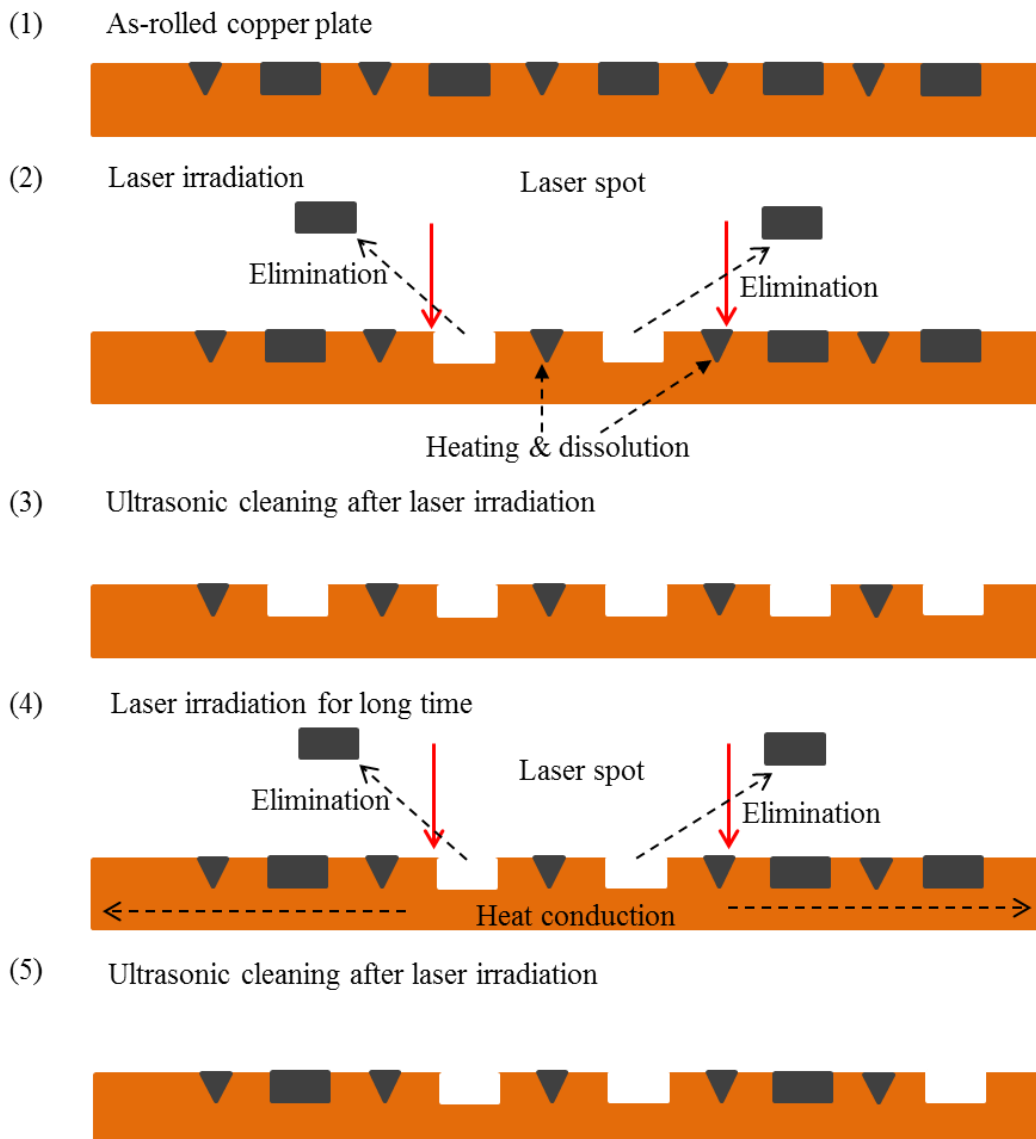 (1) As-rolled copper plate
(2) Laser irradiation Laser spot
Elimination Elimination
Heating & dissolution
(3) Ultrasonic cleaning after laser irradiation
(4) Laser irradiation for long time
Laser spot
Elimination Elimination
Heat conduction
(5) Ultrasonic cleaning after laser irradiation